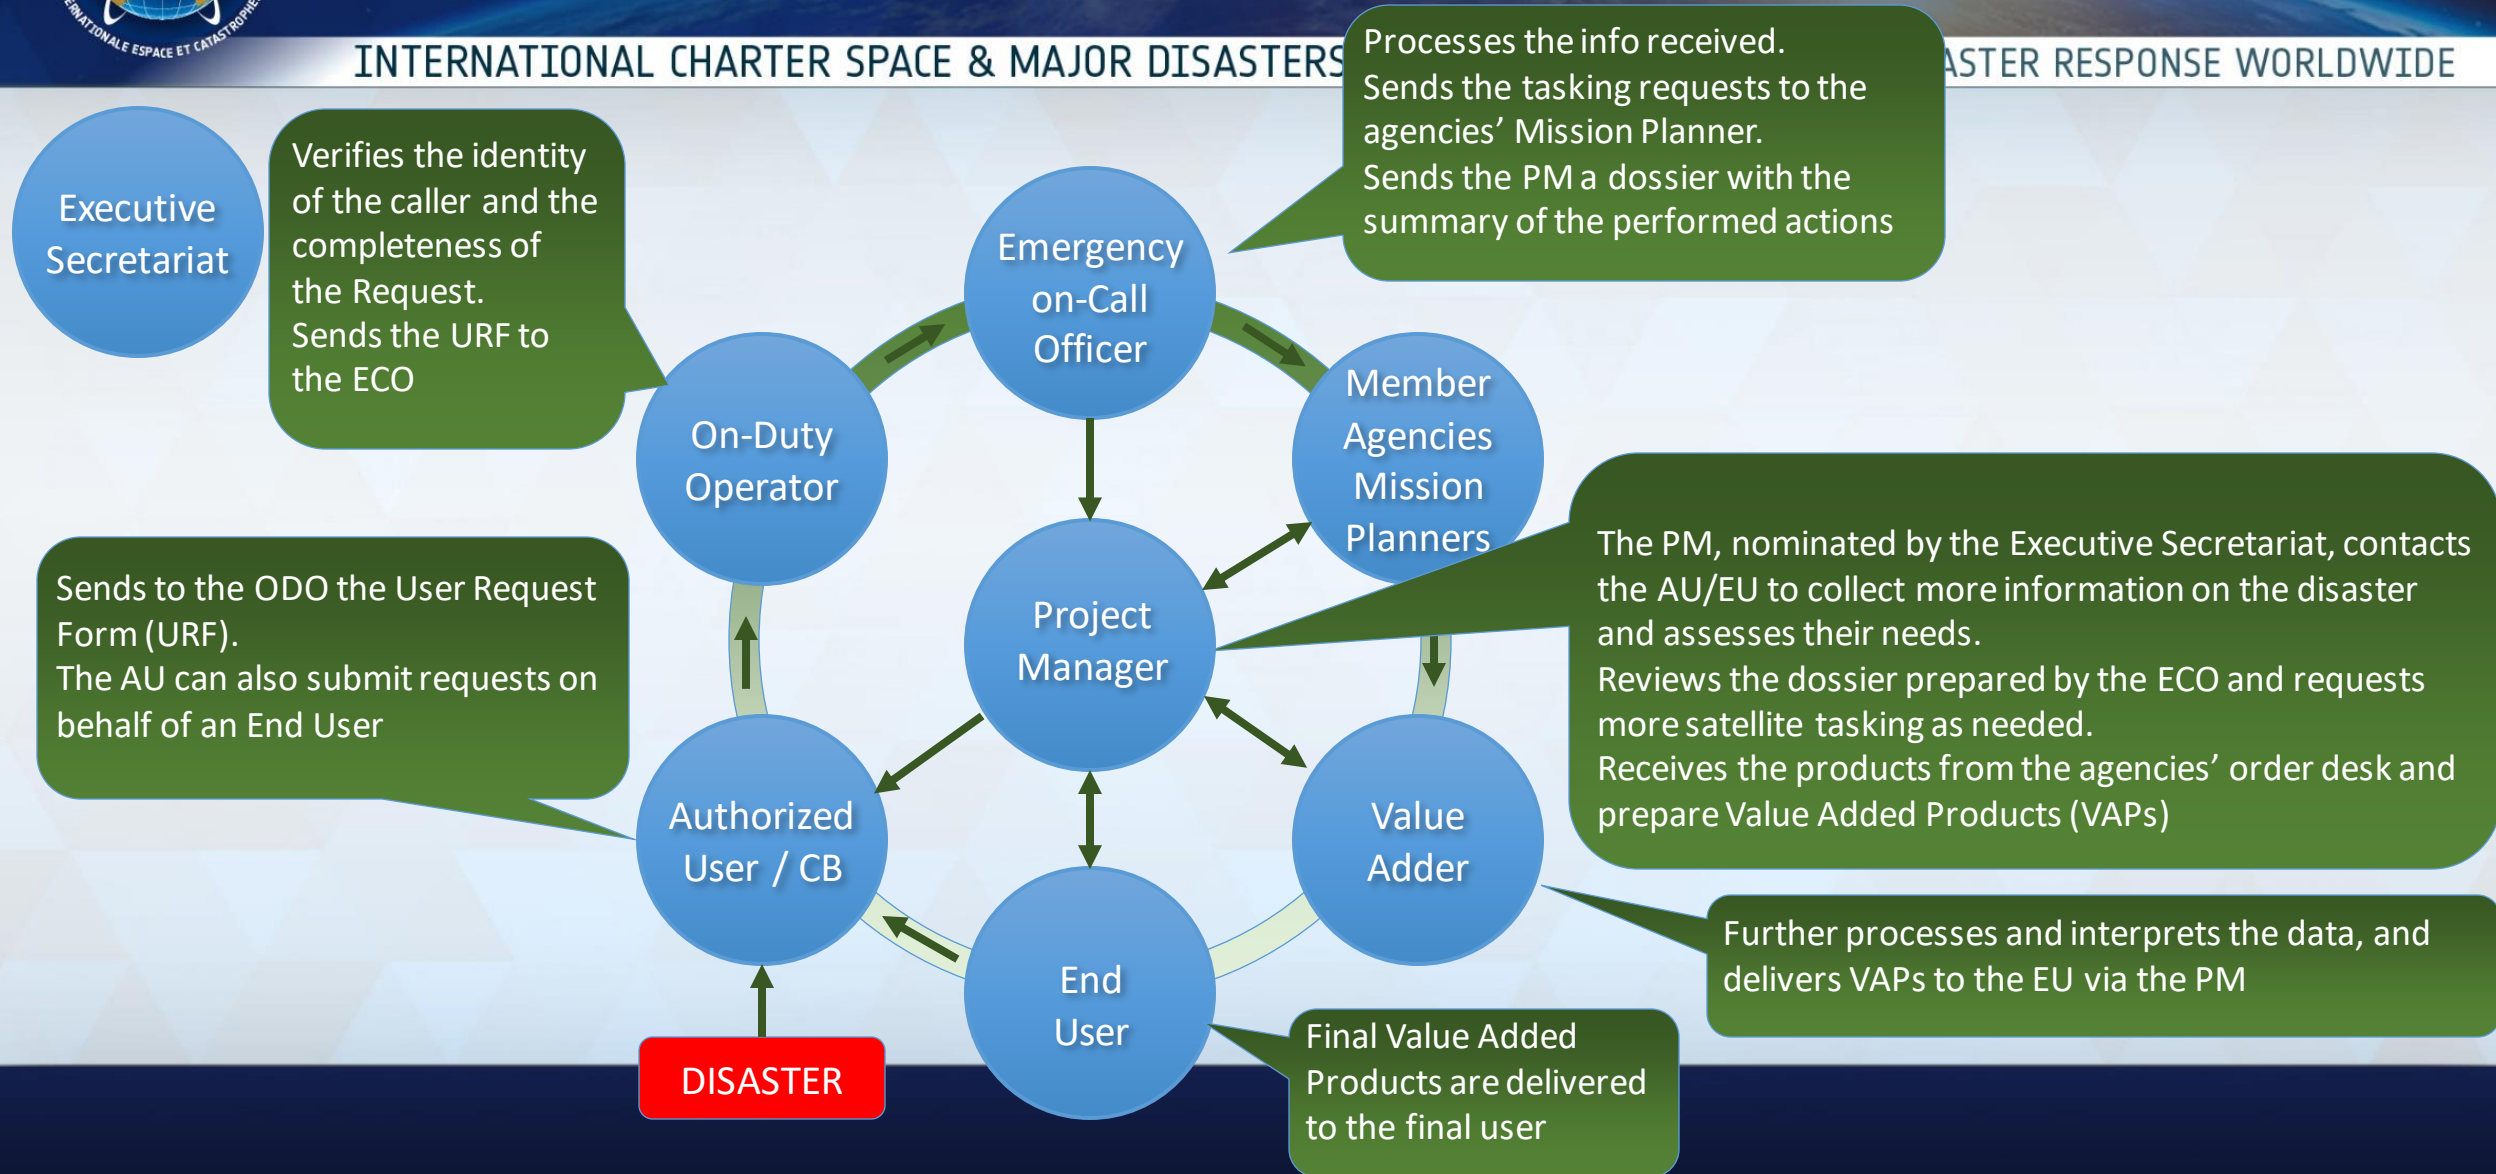 INTERNATIONALE ESPACE ET CATASTROPHE
INTERNATIONAL CHARTER SPACE & MAJOR DISASTERS
RESPONSE WORLDWIDE
Executive
Secretariat
Verifies the identity
of the caller and the
completeness of
the Request.
Sends the URF to
the ECO
Processes the info received.
Sends the tasking requests to the
agencies’ Mission Planner.
Sends the PM a dossier with the
summary of the performed actions
Emergency
on-Call
Officer
On-Duty
Operator
Member
Agencies
Mission
Planners
Sends to the ODO the User Request
Form (URF).
The AU can also submit requests on
behalf of an End User
Project
Manager
The PM, nominated by the Executive Secretariat, contacts
the AU/EU to collect more information on the disaster
and assesses their needs.
Reviews the dossier prepared by the ECO and requests
more satellite tasking as needed.
Receives the products from the agencies’ order desk and
prepare Value Added Products (VAPs)
Authorized
User / CB
Value
Adder
Further processes and interprets the data, and
delivers VAPs to the EU via the PM
End
User
Final Value Added
Products are delivered
to the final user
DISASTER